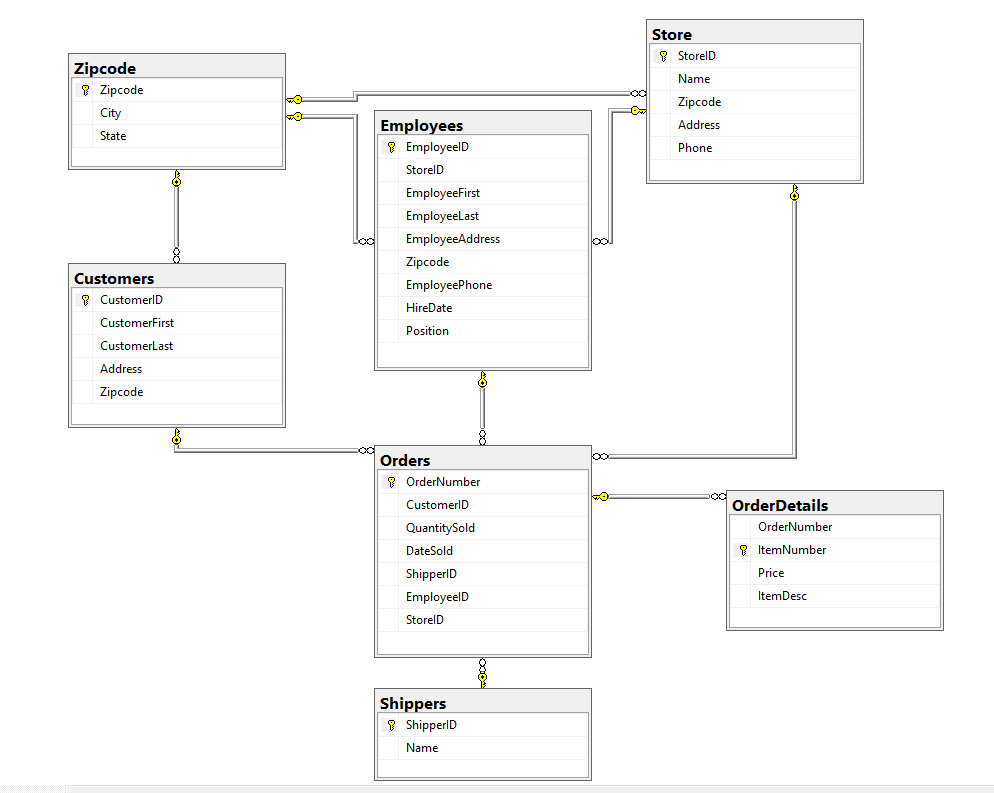 Zipcode
Zipcode
City
State
Store
StoreID
Name
Zipcode
Address
Phone
Employees
EmployeeID
StoreID
EmployeeFirst
EmployeeLast
EmployeeAddress
Zipcode
EmployeePhone
HireDate
Position
Customers
CustomerID
CustomerFirst
CustomerLast
Address
Zipcode
Orders
OrderNumber
CustomerID
QuantitySold
DateSold
ShipperID
EmployeeID
StoreID
OrderDetails
OrderNumber
ItemNumber
Price
ItemDesc
Shippers
ShipperID
Name